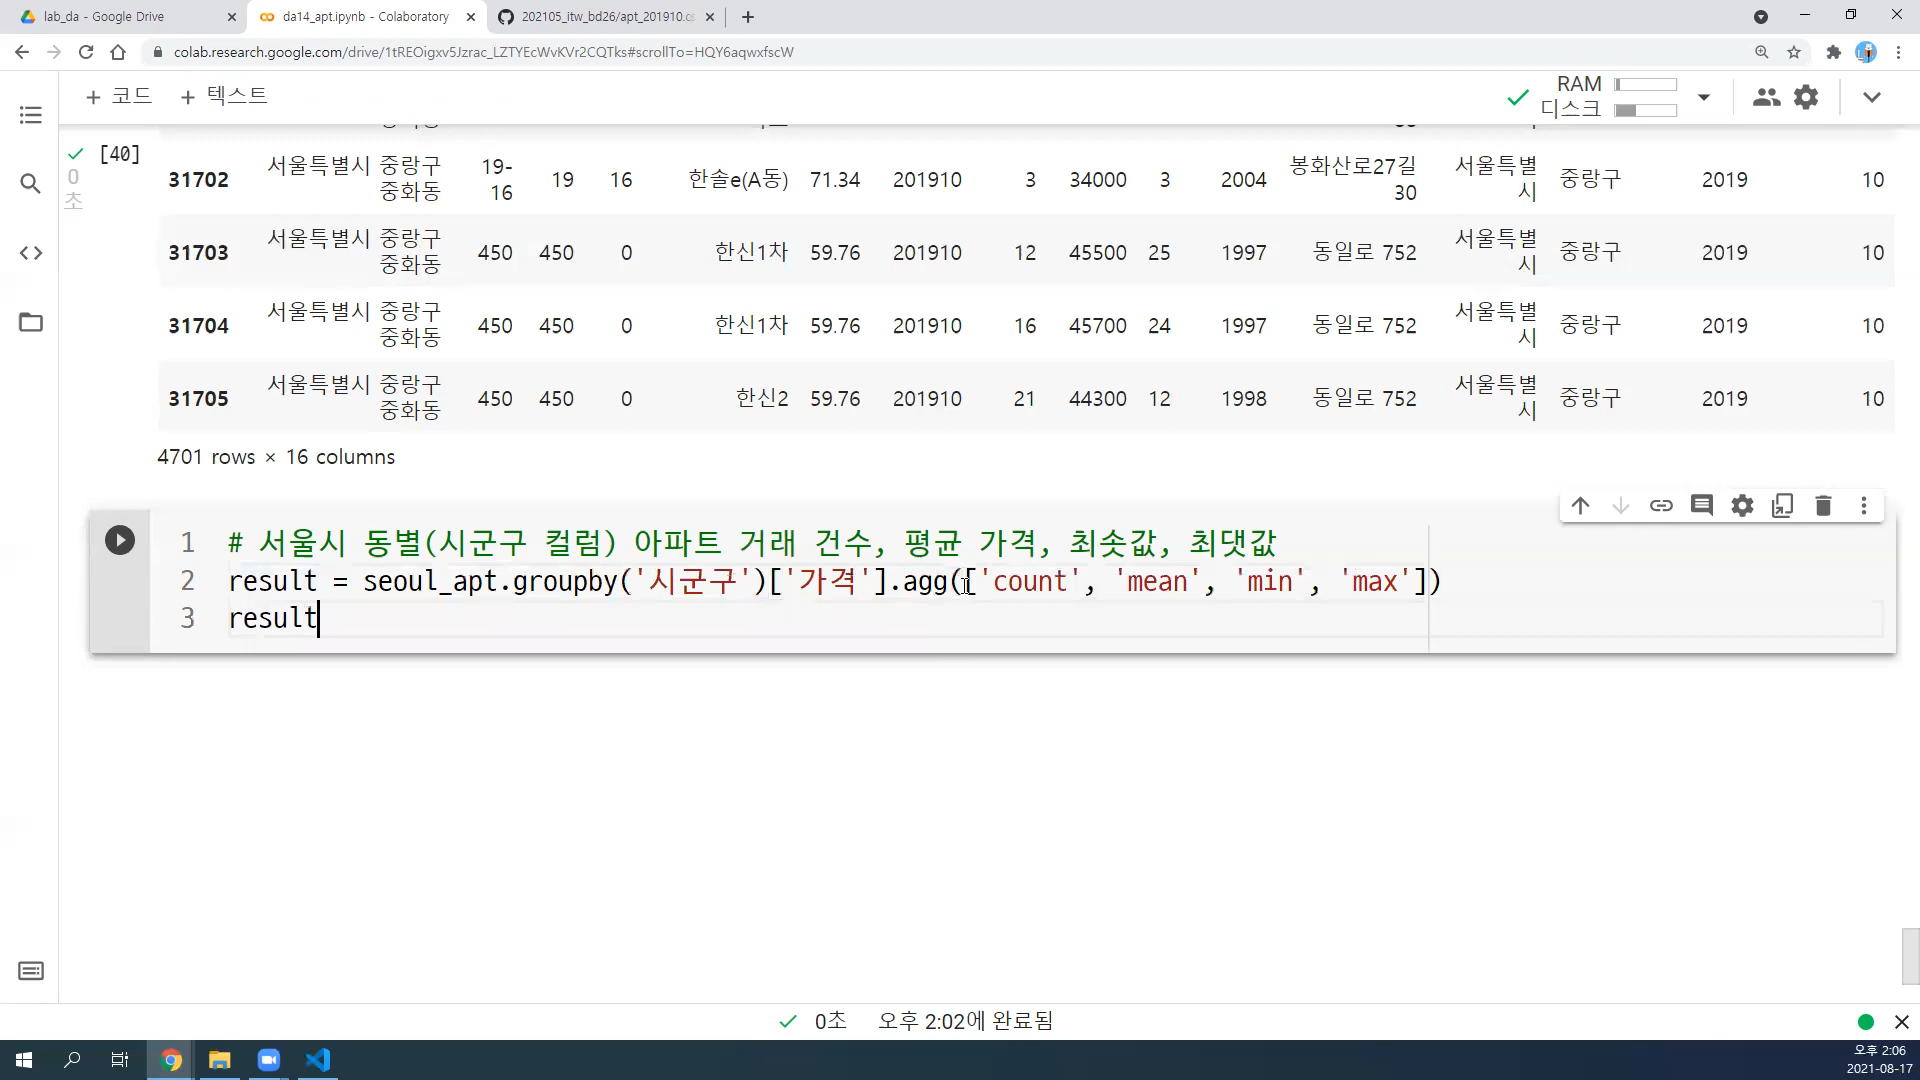 lab_da - Google Drive
da14_apt.ipynb - Colaboratory
202105_itw_bd26/apt_201910.cs
colab.research.google.com/drive/1tREOigxv5Jzrac_LZTYEcWvKVr2CQTks#scrollTo=HQY6aqwxfscW
+ 코드 + 텍스트
RAM
디스크
[40]
0
초
31702 서울특별시 중랑구 중화동 19-16 19 16 한솔e(A동) 71.34 201910 3 34000 3 2004 봉화산로27길 30 서울특별시 중랑구 2019 10
31703 서울특별시 중랑구 중화동 450 450 0 한신1차 59.76 201910 12 45500 25 1997 동일로 752 서울특별시 중랑구 2019 10
31704 서울특별시 중랑구 중화동 450 450 0 한신1차 59.76 201910 16 45700 24 1997 동일로 752 서울특별시 중랑구 2019 10
31705 서울특별시 중랑구 중화동 450 450 0 한신2 59.76 201910 21 44300 12 1998 동일로 752 서울특별시 중랑구 2019 10
4701 rows × 16 columns
1 # 서울시 동별(시군구 컬럼) 아파트 거래 건수, 평균 가격, 최솟값, 최댓값
2 result = seoul_apt.groupby('시군구')['가격'].agg(['count', 'mean', 'min', 'max'])
3 result
0초 오후 2:02에 완료됨
오후 2:06
2021-08-17